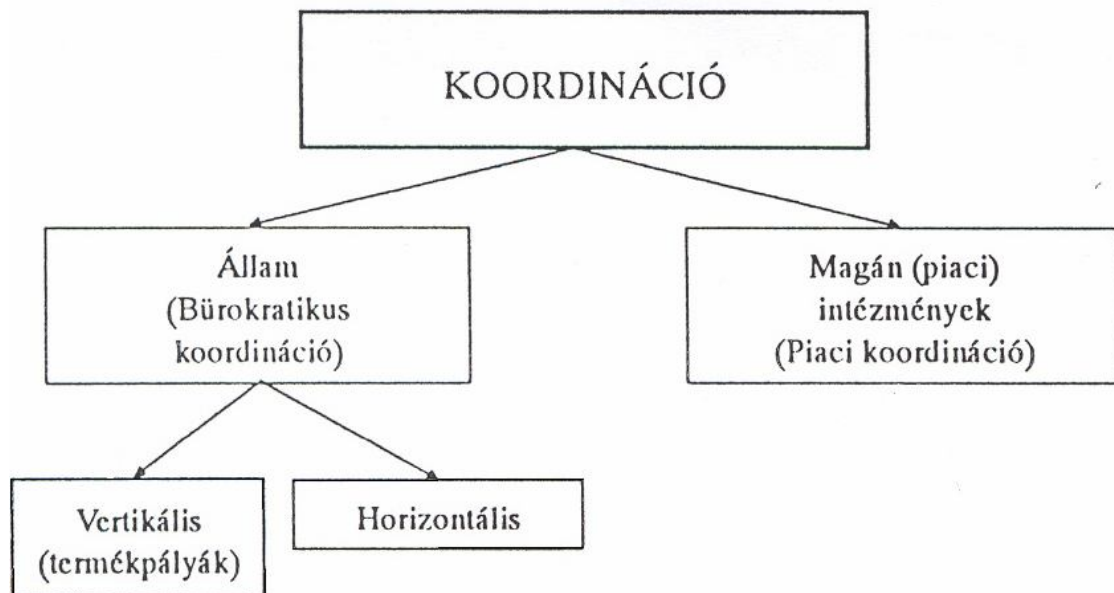 KOORDINÁCIÓ
Állam
(Bürokratikus
koordináció)
Magán (piaci)
intézmények
(Piaci koordináció)
Vertikális
(termékpályák)
Horizontális